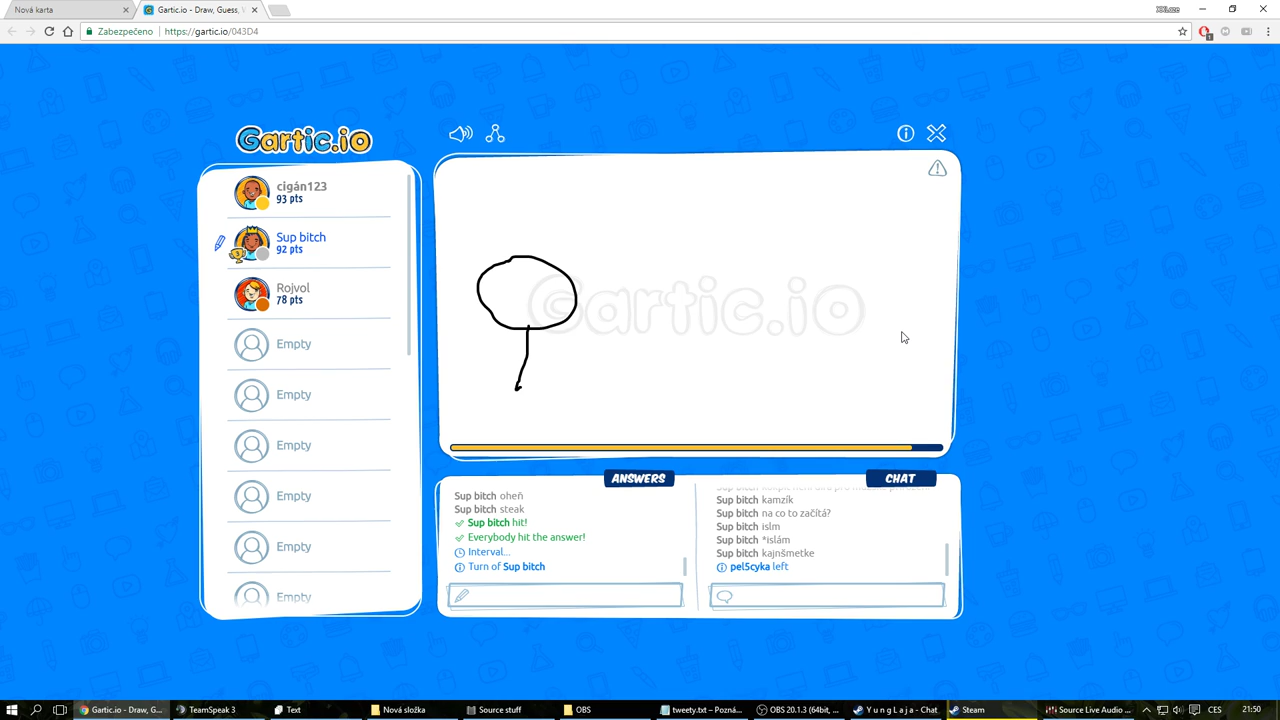 XXLoze
Nová karta
Gartic.io - Draw, Guess, W
Zabezpečeno
https://gartic.io/043D4
1
Gartic.io
cigán123
93 pts
Sup bitch
92 pts
Rojvol
78 pts
Empty
Empty
Empty
Empty
Empty
Empty
Gartic.io
ANSWERS
Sup bitch oheň
Sup bitch steak
Sup bitch hit!
Everybody hit the answer!
Interval...
Turn of Sup bitch
CHAT
Sup bitch kamzík
Sup bitch na co to začítá?
Sup bitch islm
Sup bitch *islám
Sup bitch kajnšmetke
pel5cyka left
Gartic.io - Draw, G...
TeamSpeak 3
Text
Nová složka
Source stuff
OBS
tweety.txt – Pozná...
OBS 20.1.3 (64bit, ...
Y u n g L a j a - Chat
Steam
Source Live Audio ...
CES
21:50